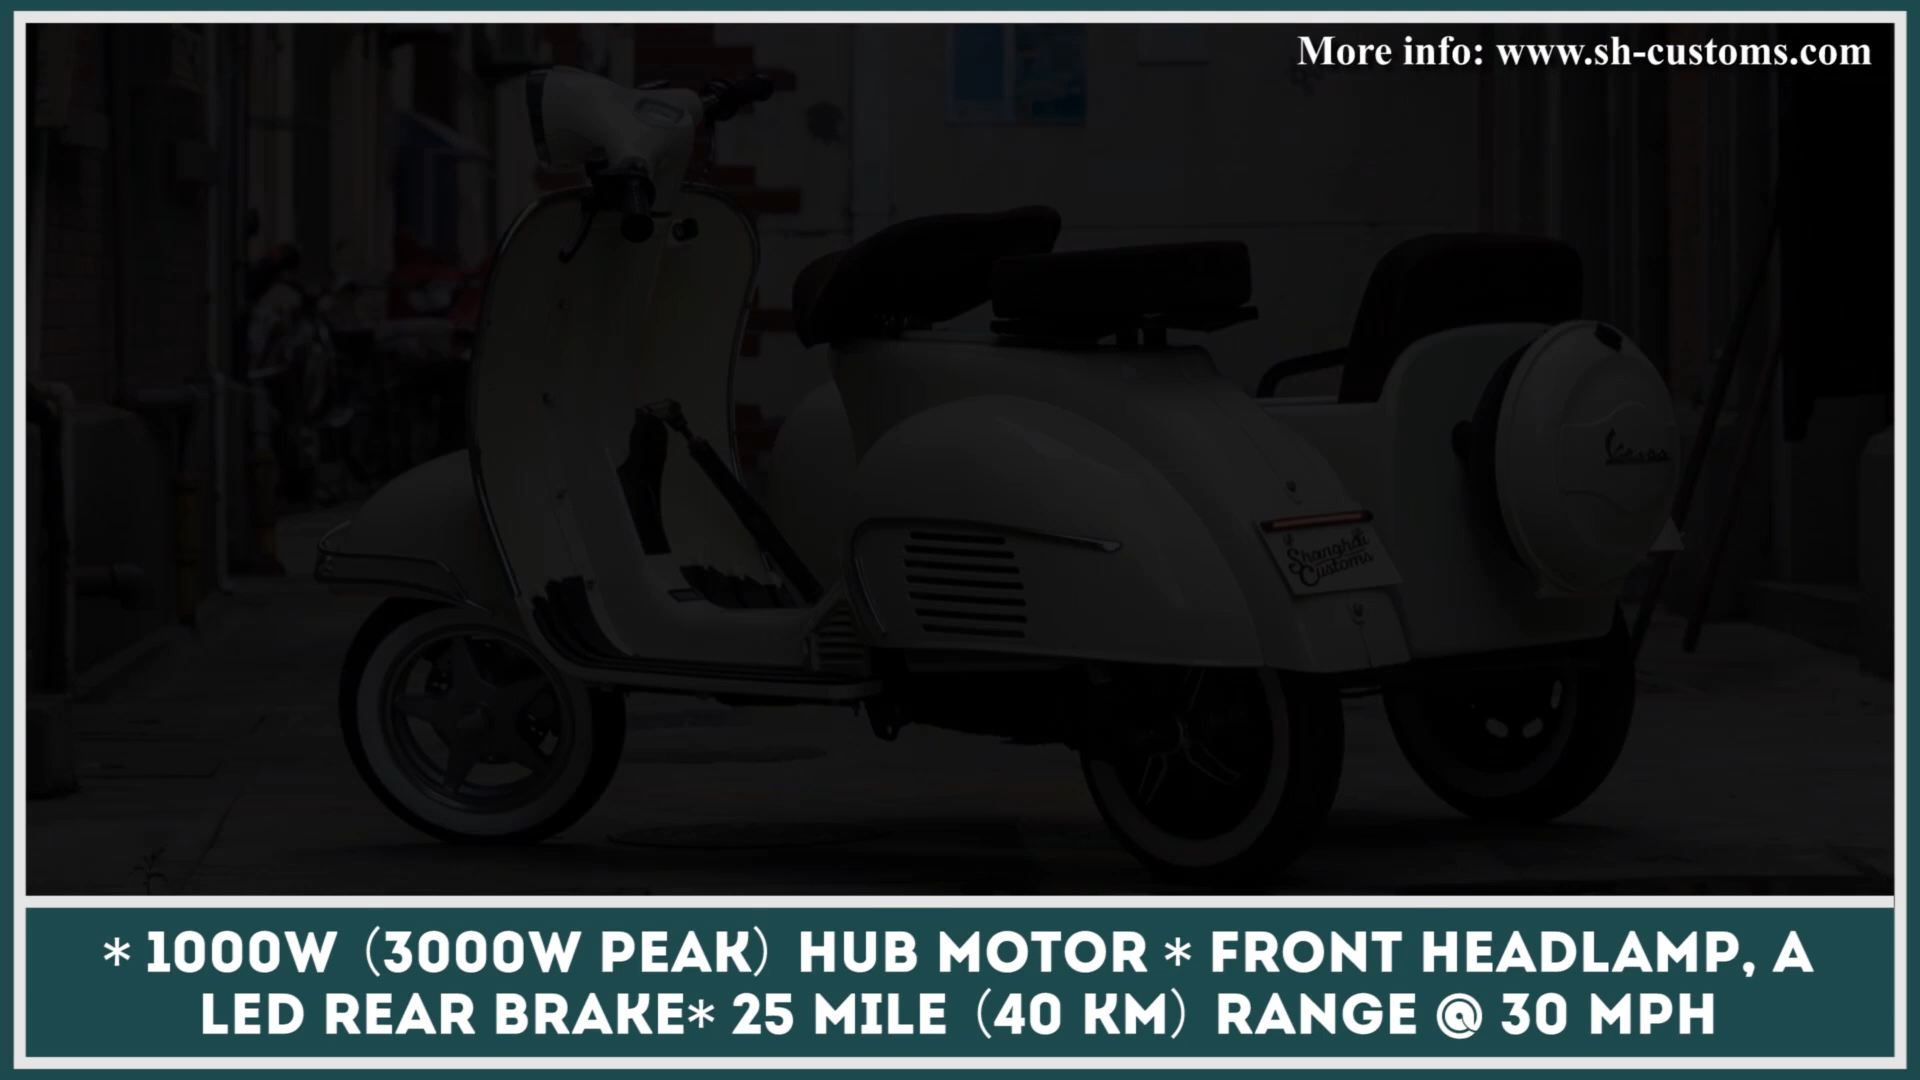 More info: www.sh-customs.com
Vespa
Shanghai
Customs
* 1000W (3000W PEAK) HUB MOTOR * FRONT HEADLAMP, A
LED REAR BRAKE* 25 MILE (40 KM) RANGE @ 30 MPH